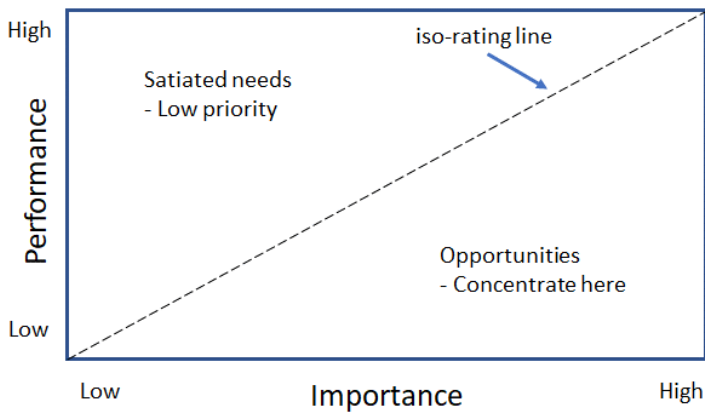 High
iso-rating line
Satiated needs
- Low priority
Performance
Opportunities
- Concentrate here
Low
Low
Importance
High